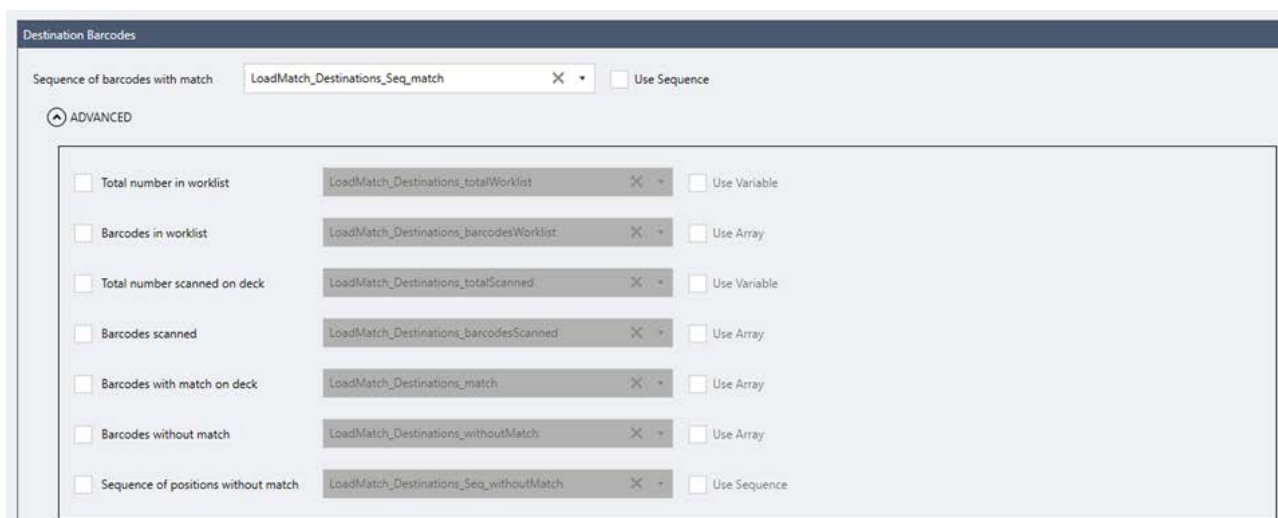 Destination Barcodes
Sequence of barcodes with match LoadMatch_Destinations_Seq_match Use Sequence
ADVANCED
Total number in worklist LoadMatch_Destinations_totalWorklist Use Variable
Barcodes in worklist LoadMatch_Destinations_barcodesWorklist Use Array
Total number scanned on deck LoadMatch_Destinations_totalScanned Use Variable
Barcodes scanned LoadMatch_Destinations_barcodesScanned Use Array
Barcodes with match on deck LoadMatch_Destinations_match Use Array
Barcodes without match LoadMatch_Destinations_withoutMatch Use Array
Sequence of positions without match LoadMatch_Destinations_Seq_withoutMatch Use Sequence